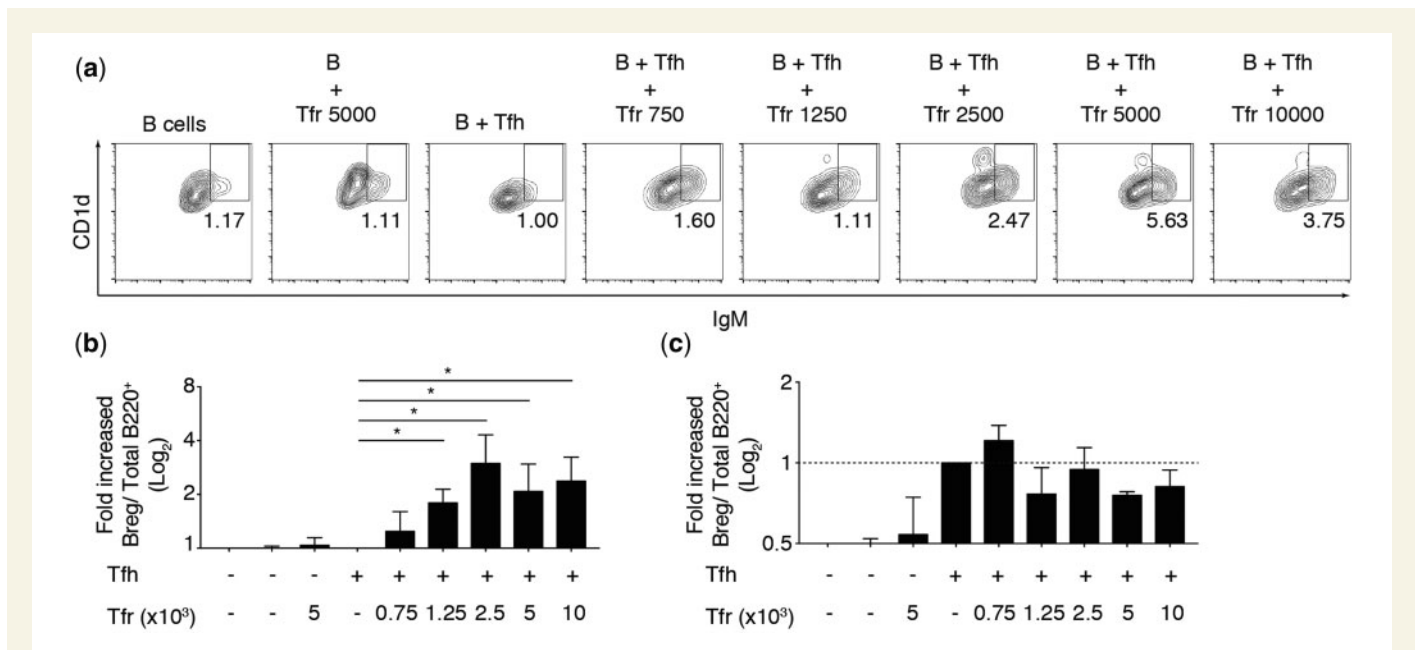 (a)
B cells
B
+
Tfr 5000
B + Tfh
B + Tfh
+
Tfr 750
B + Tfh
+
Tfr 1250
B + Tfh
+
Tfr 2500
B + Tfh
+
Tfr 5000
B + Tfh
+
Tfr 10000
CD1d
1.17
1.11
1.00
1.60
1.11
2.47
5.63
3.75
IgM
(b)
Fold increased
Breg/ Total B220⁺
(Log₂)
8
4
2
1
*
*
*
*
Tfh - - - + + + + + +
Tfr (x10³) - - 5 - 0.75 1.25 2.5 5 10
(c)
Fold increased
Breg/ Total B220⁺
(Log₂)
2
1
0.5
Tfh - - - + + + + + +
Tfr (x10³) - - 5 - 0.75 1.25 2.5 5 10